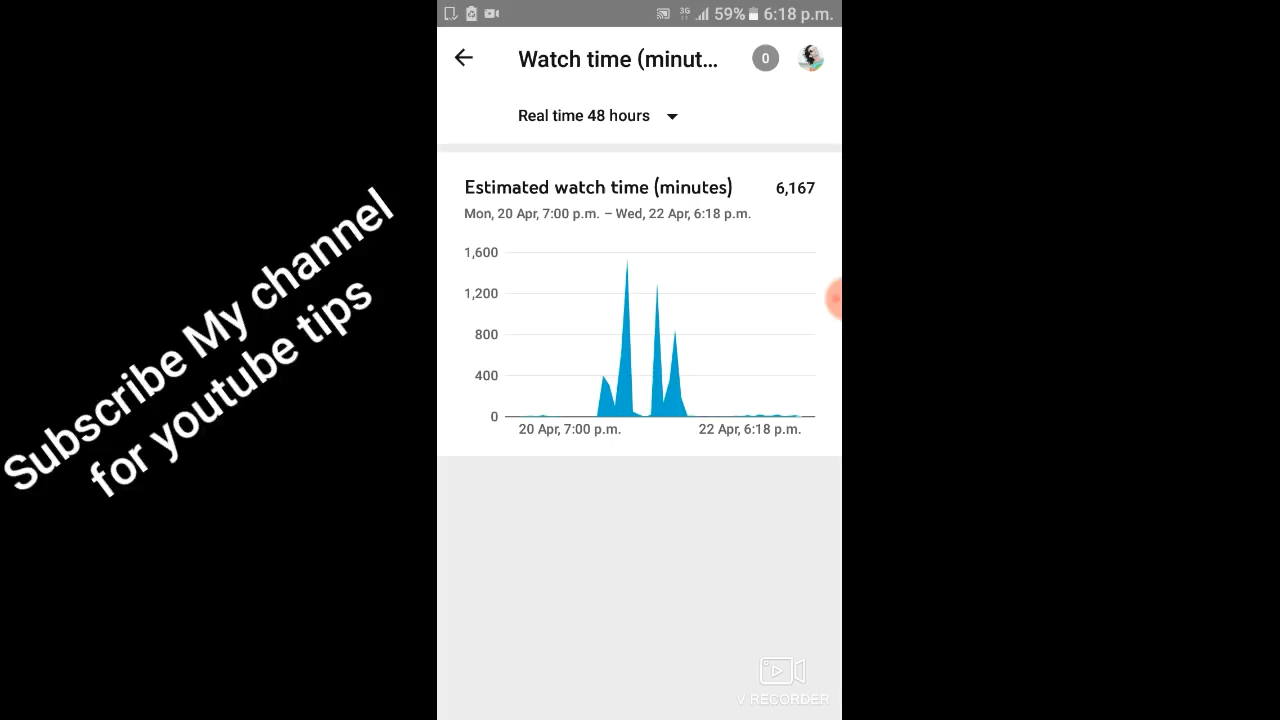 3G 59% 6:18 p.m.
Watch time (minut...
0
Real time 48 hours
Estimated watch time (minutes) 6,167
Mon, 20 Apr, 7:00 p.m. – Wed, 22 Apr, 6:18 p.m.
1,600
1,200
800
400
0
20 Apr, 7:00 p.m. 22 Apr, 6:18 p.m.
Subscribe My channel
for youtube tips
V RECORDER